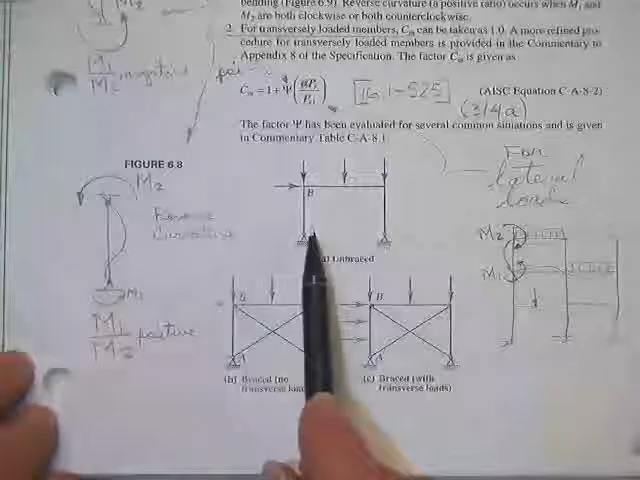 bending (Figure 6.9). Reverse curvature (a positive ratio) occurs when M1 and
M2 are both clockwise or both counterclockwise.
2. For transversely loaded members, Cm can be taken as 1.0. A more refined pro-
cedure for transversely loaded members is provided in the Commentary to
Appendix 8 of the Specification. The factor Cm is given as
M1
M2 negative
Cm = 1 + Ψ(αPr/Pe1)
[16.1-525]
(AISC Equation C-A-8-2)
(3/4.a)
The factor Ψ has been evaluated for several common situations and is given
in Commentary Table C-A-8.1
For
lateral
loads
FIGURE 6.8
M2
Reverse
Curvature
M1
M1
M2 positive
B
Unbraced
M2
M1
B
A
(b) Braced (no
transverse
B
A
(c) Braced (with
transverse loads)